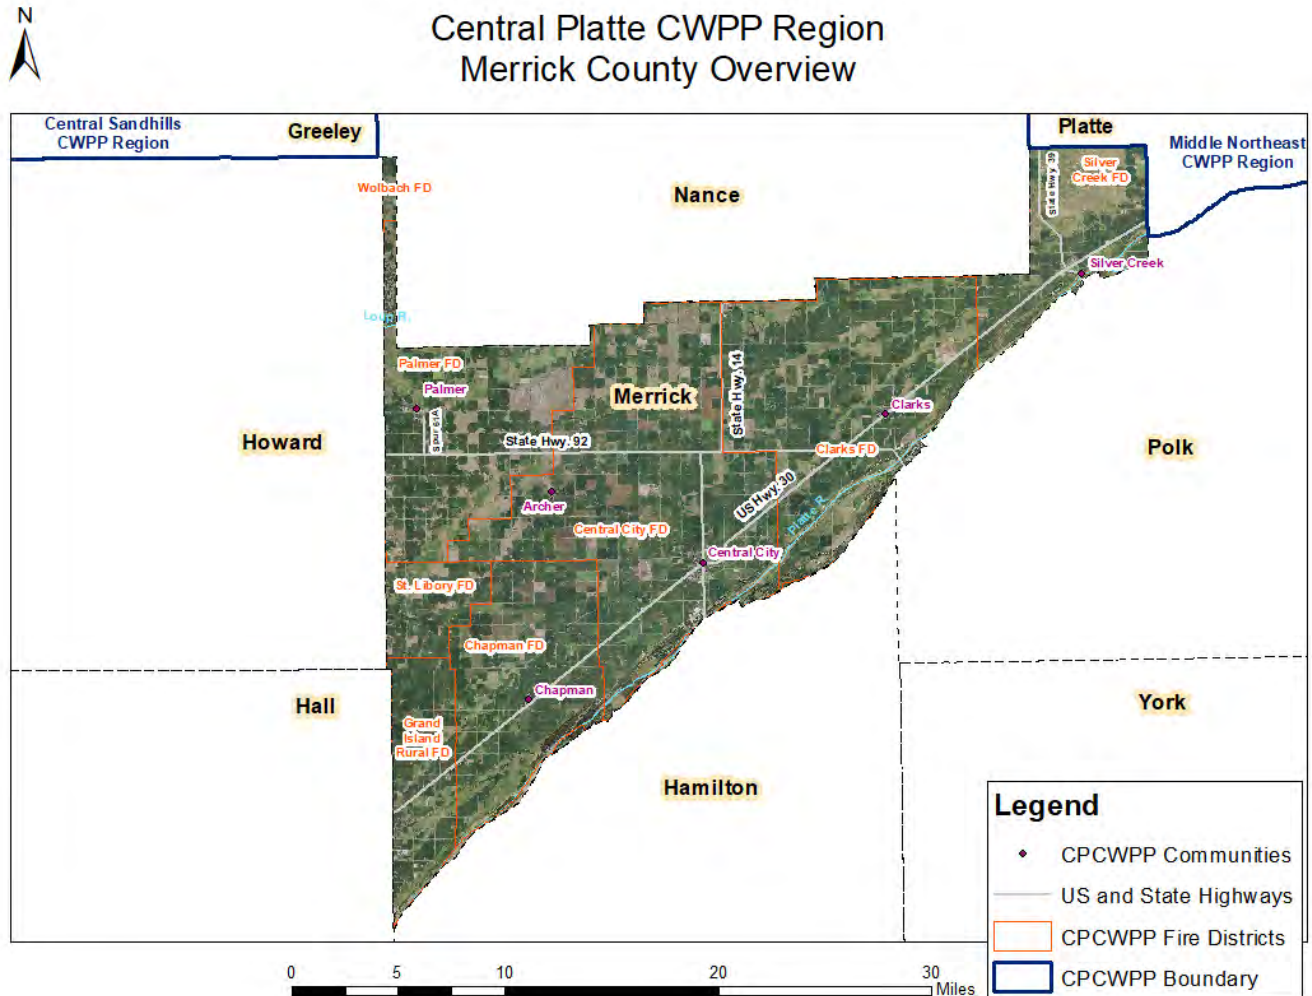 N
Central Platte CWPP Region
Merrick County Overview
Central Sandhills
CWPP Region
Greeley
Platte
Middle Northeast
CWPP Region
Wolbach FD
Nance
State Hwy. 39
Silver
Creek FD
Silver Creek
Loup R.
Palmer FD
Palmer
Spur 61A
Merrick
State Hwy. 14
Clarks
Howard
State Hwy. 92
Clarks FD
Polk
US Hwy. 30
Platte R.
Archer
Central City FD
Central City
St. Libory FD
Chapman FD
Chapman
Hall
Grand
Island
Rural FD
York
Hamilton
Legend
CPCWPP Communities
US and State Highways
CPCWPP Fire Districts
CPCWPP Boundary
0 5 10 20 30
Miles